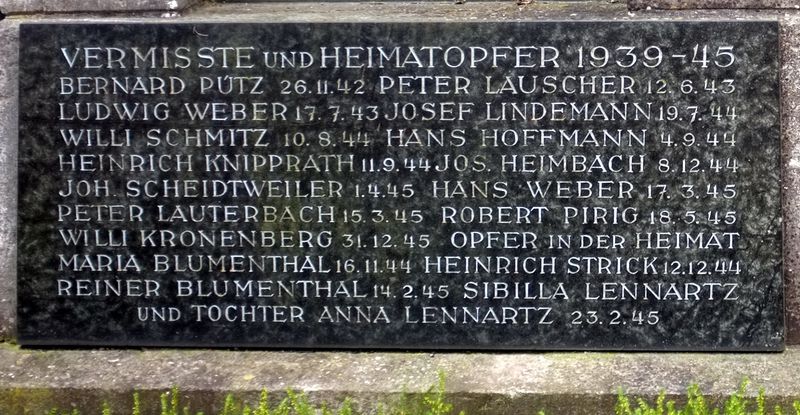 VERMISSTE UND HEIMATOPFER 1939-45
BERNARD PÜTZ 26.11.42 PETER LAUSCHER 12.6.43
LUDWIG WEBER 17.7.43 JOSEF LINDEMANN 19.7.44
WILLI SCHMITZ 10.8.44 HANS HOFFMANN 4.9.44
HEINRICH KNIPPRATH 11.9.44 JOS. HEIMBACH 8.12.44
JOH. SCHEIDTWEILER 1.4.45 HANS WEBER 17.3.45
PETER LAUTERBACH 15.3.45 ROBERT PIRIG 18.5.45
WILLI KRONENBERG 31.12.45 OPFER IN DER HEIMAT
MARIA BLUMENTHAL 16.11.44 HEINRICH STRICK 12.12.44
REINER BLUMENTHAL 14.2.45 SIBILLA LENNARTZ
UND TOCHTER ANNA LENNARTZ 23.2.45